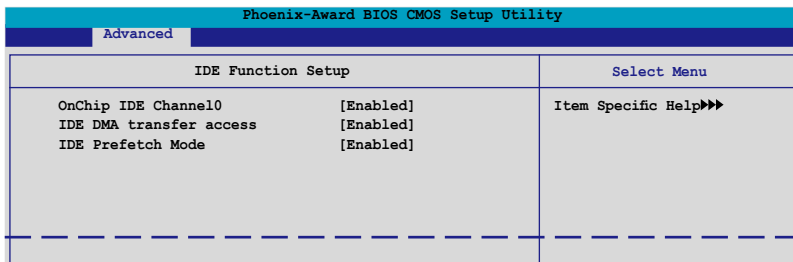 Phoenix-Award BIOS CMOS Setup Utility
Advanced
IDE Function Setup
Select Menu
OnChip IDE Channel0 [Enabled]
IDE DMA transfer access [Enabled]
IDE Prefetch Mode [Enabled]
Item Specific Help